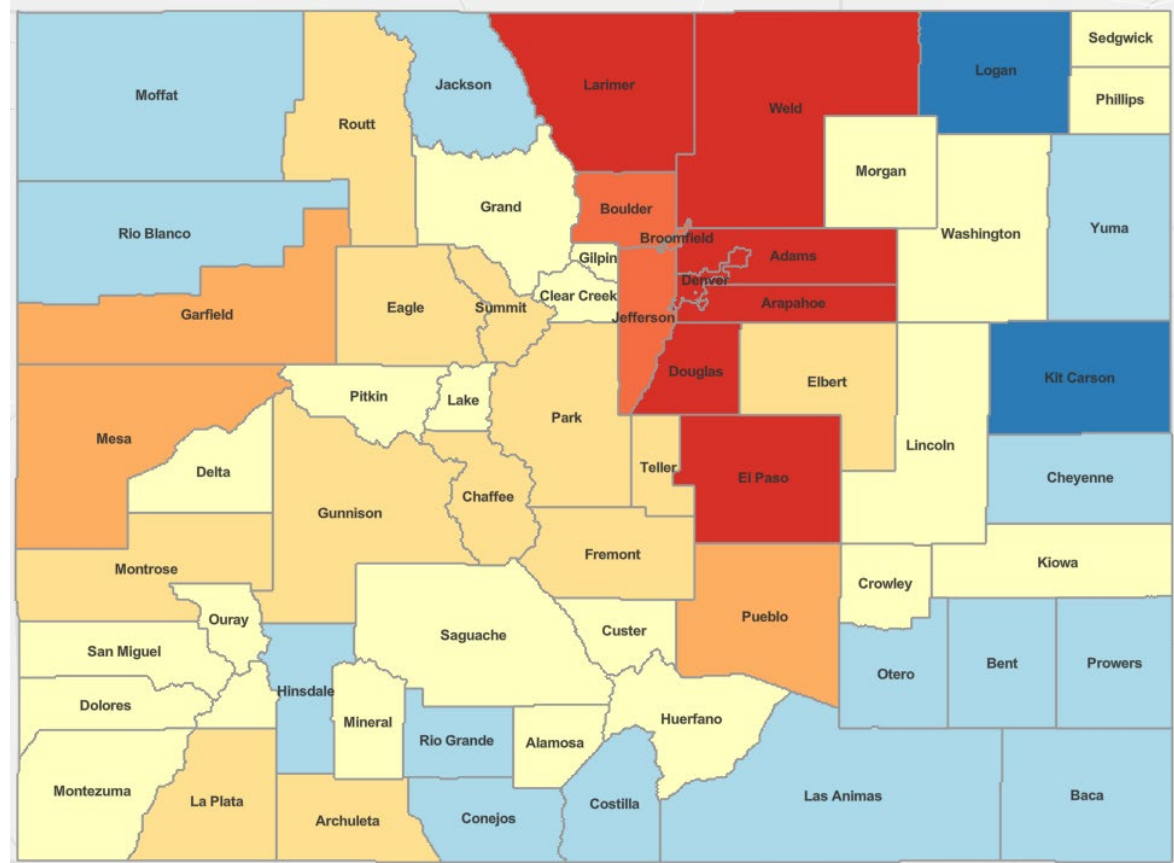 Sedgwick
Moffat
Jackson
Larimer
Logan
Weld
Phillips
Routt
Morgan
Grand
Boulder
Yuma
Rio Blanco
Washington
Broomfield
Gilpin
Adams
Denver
Clear Creek
Arapahoe
Eagle
Summit
Garfield
Jefferson
Douglas
Elbert
Kit Carson
Pitkin
Lake
Park
Mesa
Lincoln
Teller
Delta
El Paso
Cheyenne
Chaffee
Gunnison
Fremont
Kiowa
Montrose
Crowley
Ouray
Pueblo
Custer
Saguache
San Miguel
Bent
Prowers
Otero
Hinsdale
Dolores
Huerfano
Mineral
Rio Grande
Alamosa
Montezuma
Las Animas
Baca
La Plata
Costilla
Conejos
Archuleta